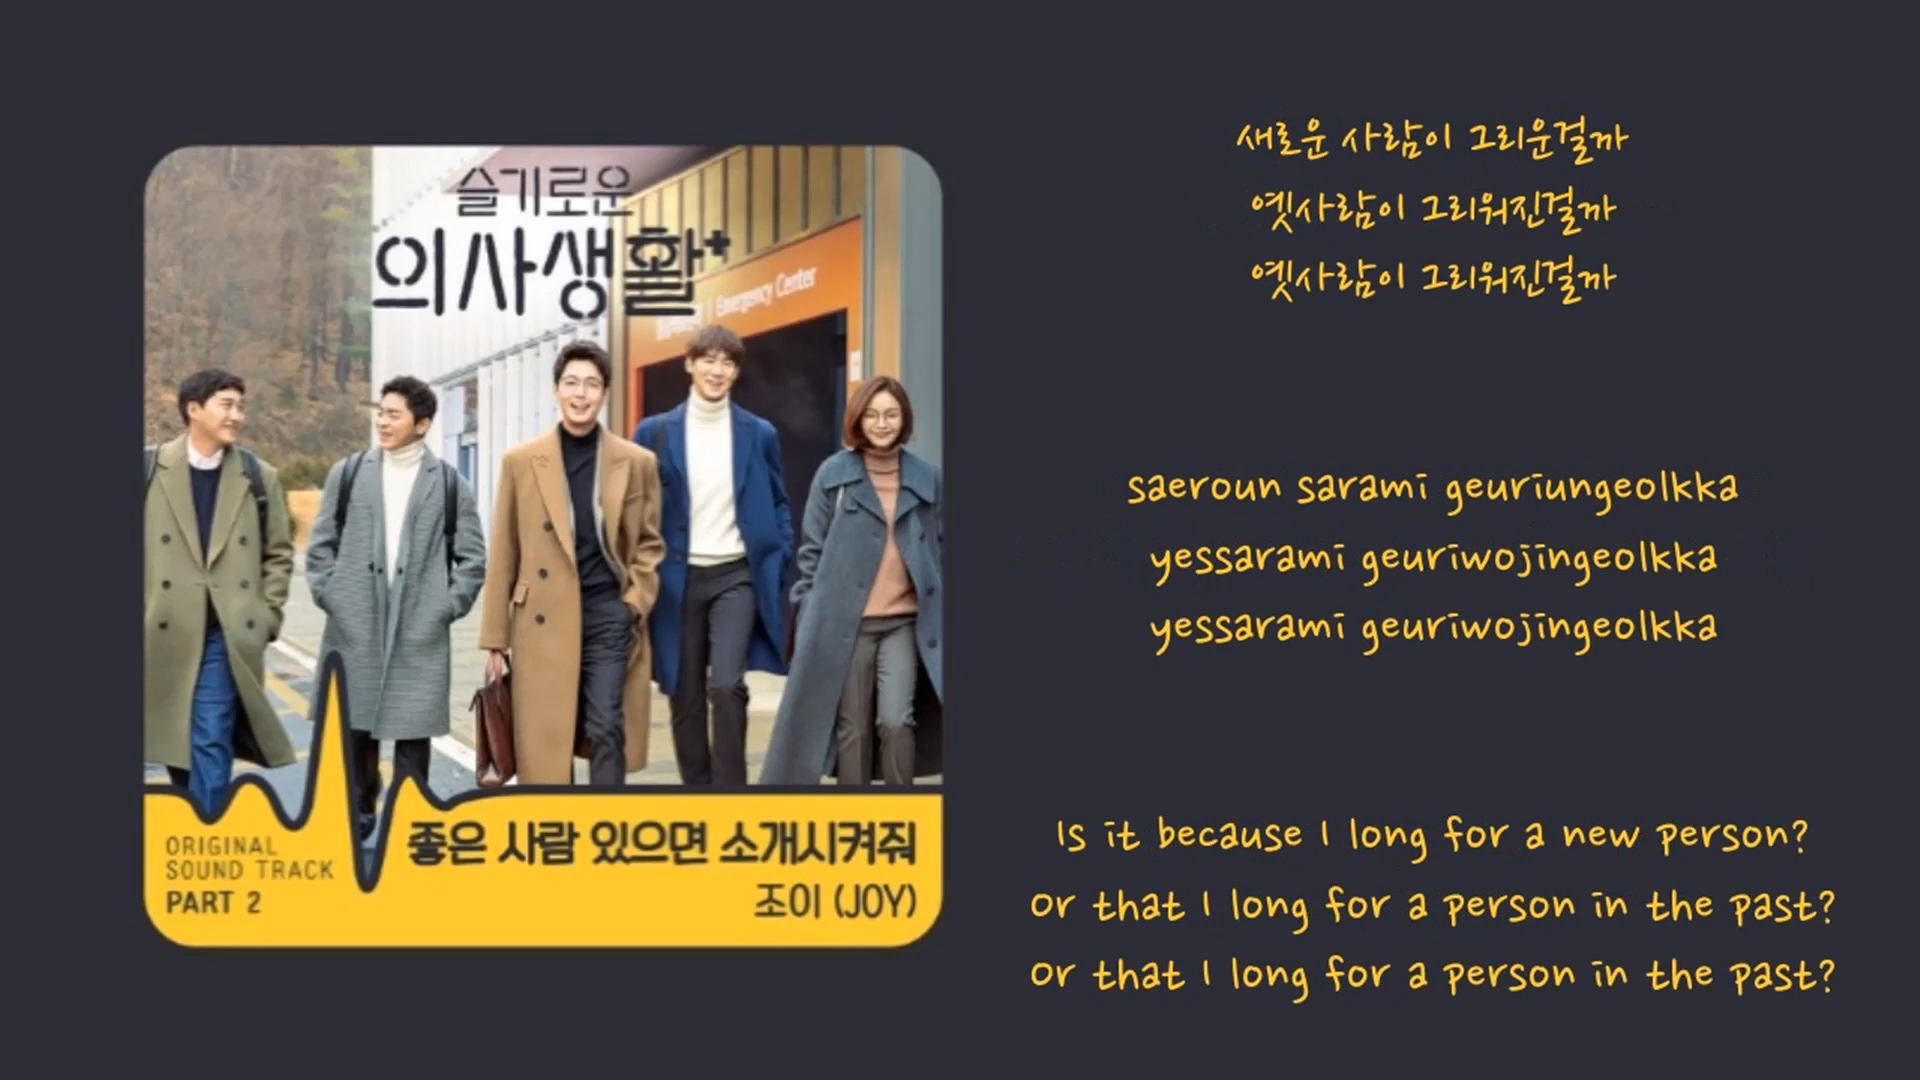 슬기로운
의사생활+
Emergency Center
ORIGINAL
SOUND TRACK
PART 2
좋은 사람 있으면 소개시켜줘
조이 (JOY)
새로운 사람이 그리운걸까
옛사람이 그리워진걸까
옛사람이 그리워진걸까
saeroun sarami geuriungeolkka
yessarami geuriwojingeolkka
yessarami geuriwojingeolkka
Is it because I long for a new person?
or that I long for a person in the past?
or that I long for a person in the past?